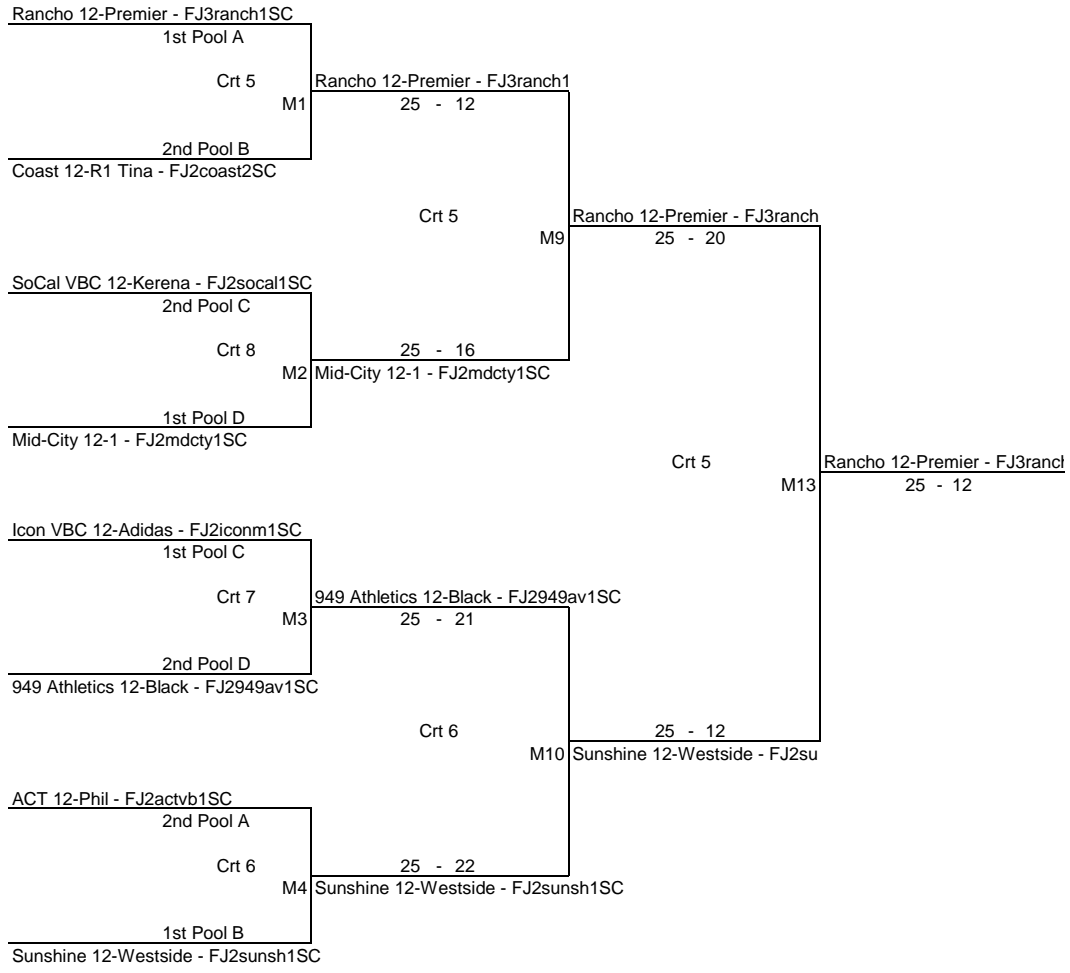 Rancho 12-Premier - FJ3ranch1SC
1st Pool A
Crt 5
Rancho 12-Premier - FJ3ranch1
M1
25 - 12
2nd Pool B
Coast 12-R1 Tina - FJ2coast2SC
Crt 5
Rancho 12-Premier - FJ3ranch
M9
25 - 20
SoCal VBC 12-Kerena - FJ2socal1SC
2nd Pool C
Crt 8
25 - 16
M2
Mid-City 12-1 - FJ2mdcty1SC
1st Pool D
Mid-City 12-1 - FJ2mdcty1SC
Crt 5
Rancho 12-Premier - FJ3ranch
M13
25 - 12
Icon VBC 12-Adidas - FJ2iconm1SC
1st Pool C
Crt 7
949 Athletics 12-Black - FJ2949av1SC
M3
25 - 21
2nd Pool D
949 Athletics 12-Black - FJ2949av1SC
Crt 6
25 - 12
M10
Sunshine 12-Westside - FJ2su
ACT 12-Phil - FJ2actvb1SC
2nd Pool A
Crt 6
25 - 22
M4
Sunshine 12-Westside - FJ2sunsh1SC
1st Pool B
Sunshine 12-Westside - FJ2sunsh1SC